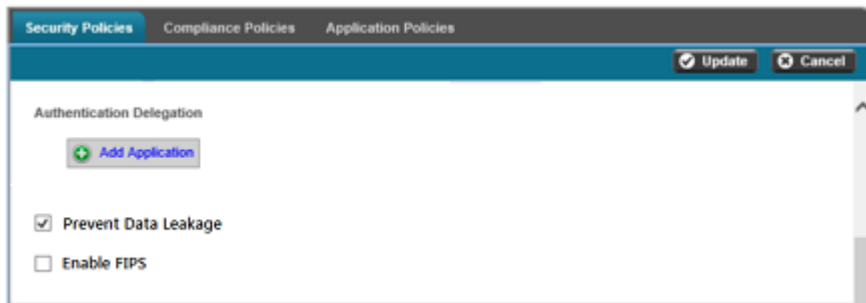 Security Policies Compliance Policies Application Policies
Update Cancel
Authentication Delegation
Add Application
Prevent Data Leakage
Enable FIPS